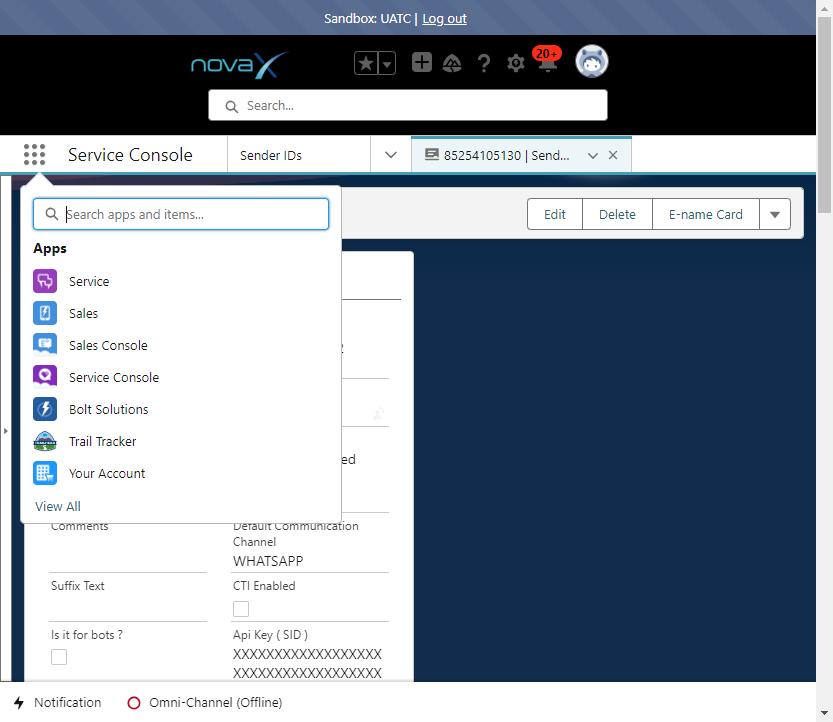 Sandbox: UATC | Log out
novaX
20+
Search...
Service Console
Sender IDs
85254105130 | Send...
Search apps and items...
Edit
Delete
E-name Card
Apps
Service
Sales
Sales Console
Service Console
Bolt Solutions
Trail Tracker
Your Account
View All
ed
Comments
Default Communication
Channel
WHATSAPP
Suffix Text
CTI Enabled
Is it for bots ?
Api Key ( SID )
XXXXXXXXXXXXXXXXXX
XXXXXXXXXXXXXXXXXX
Notification
Omni-Channel (Offline)